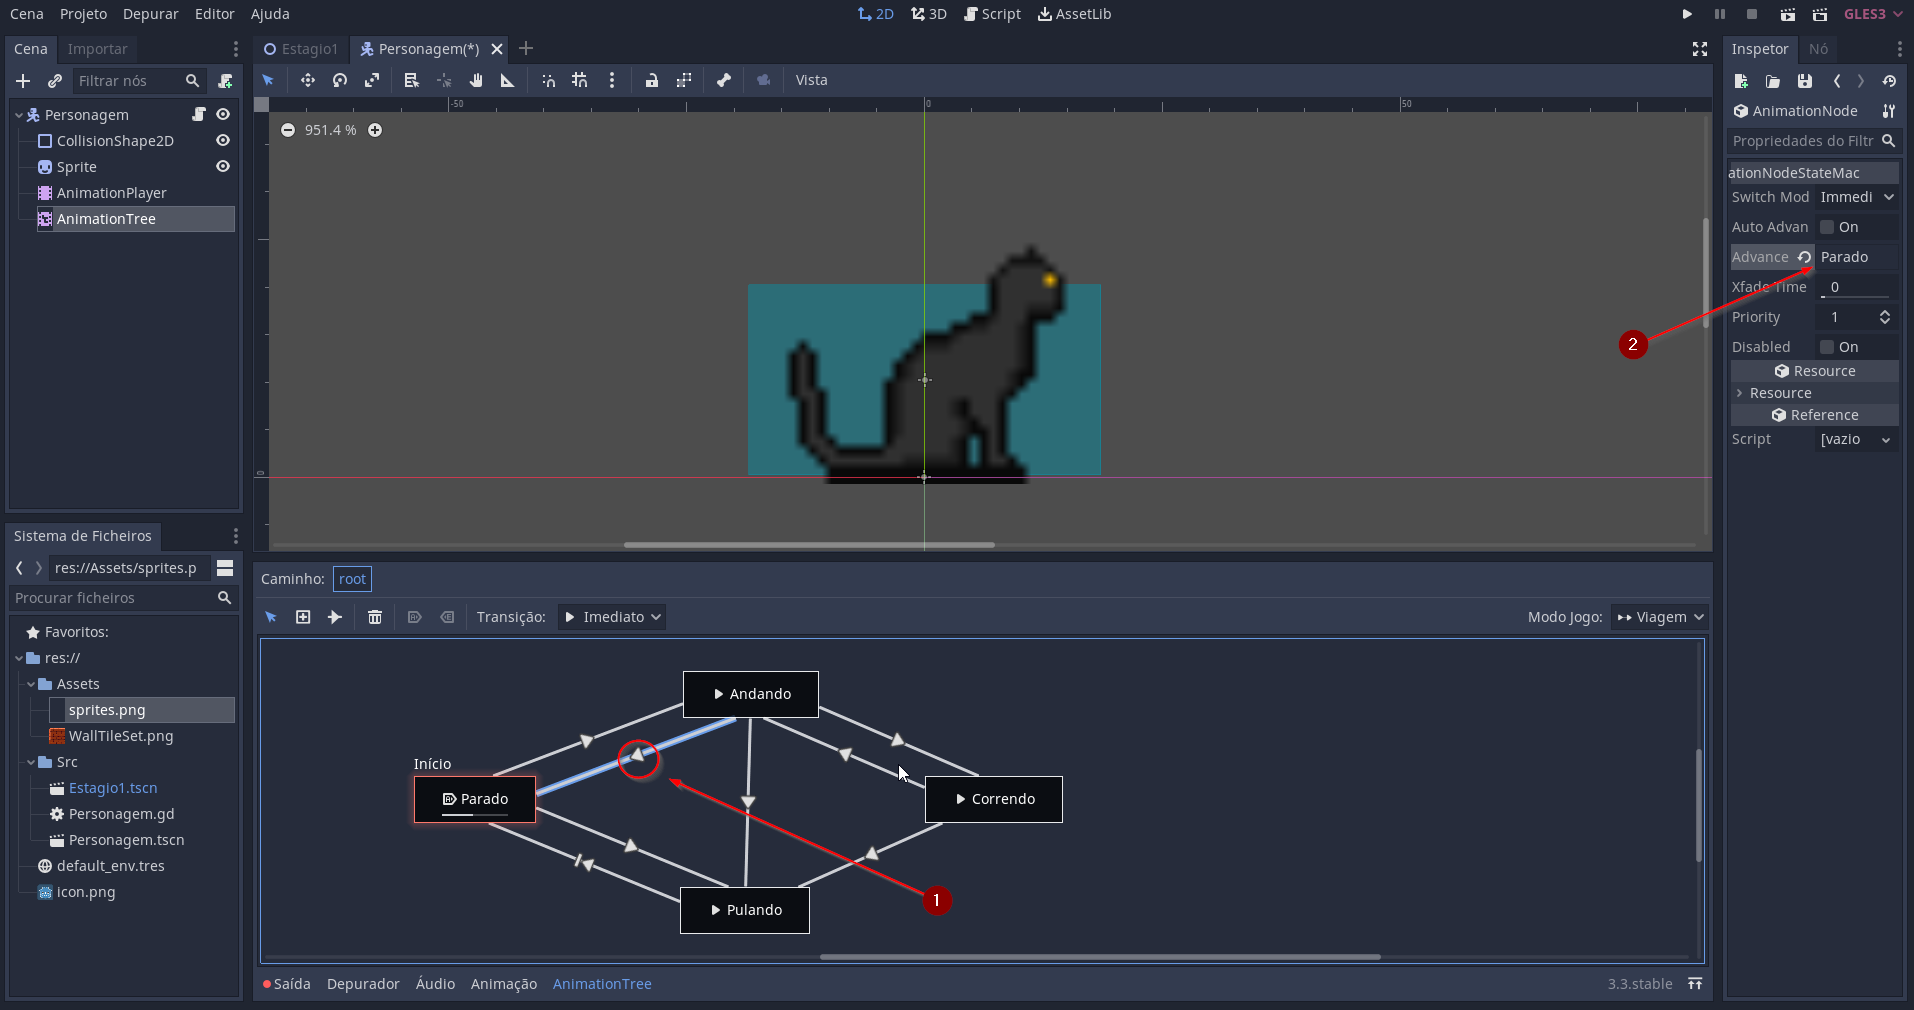 Cena Projeto Depurar Editor Ajuda
2D 3D Script AssetLib
GLES3
Cena Importar
Filtrar nós
Personagem
CollisionShape2D
Sprite
AnimationPlayer
AnimationTree
Estagio1 Personagem(*)
Vista
-50 0 50
951.4 %
0
Inspetor Nó
AnimationNode
Propriedades do Filtr
ationNodeStateMac
Switch Mod Immedi
Auto Advan On
Advance Parado
Xfade Time 0
Priority 1
Disabled On
Resource
Resource
Reference
Script [vazio
2
Sistema de Ficheiros
res://Assets/sprites.p
Procurar ficheiros
Favoritos:
res://
Assets
sprites.png
WallTileSet.png
Src
Estagio1.tscn
Personagem.gd
Personagem.tscn
default_env.tres
icon.png
Caminho: root
Transição: Imediato
Modo Jogo: Viagem
Andando
Início
Parado
Correndo
Pulando
1
Saída Depurador Áudio Animação AnimationTree
3.3.stable